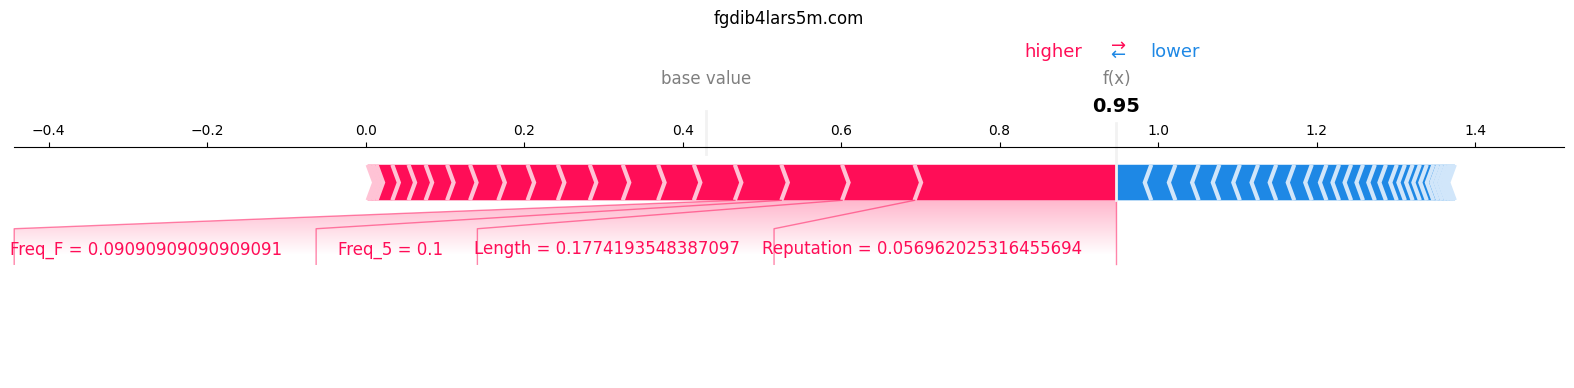 fgdib4lars5m.com
higher ⇄ lower
base value f(x)
0.95
−0.4 −0.2 0.0 0.2 0.4 0.6 0.8 1.0 1.2 1.4
Freq_F = 0.09090909090909091 Freq_5 = 0.1 Length = 0.1774193548387097 Reputation = 0.056962025316455694